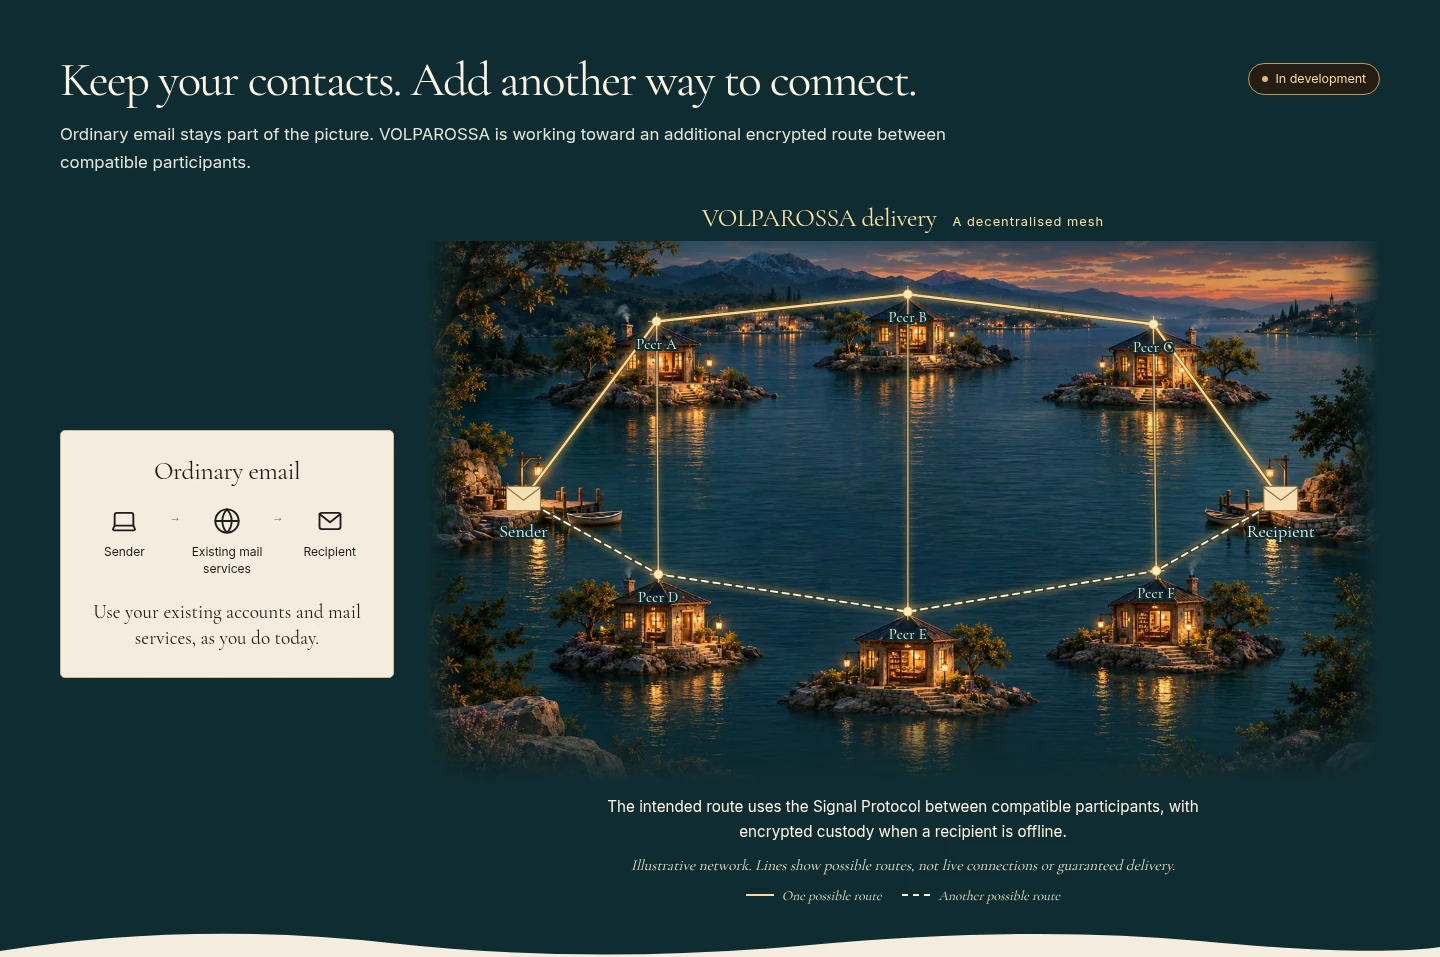 Keep your contacts. Add another way to connect.
In development
Ordinary email stays part of the picture. VOLPAROSSA is working toward an additional encrypted route between
compatible participants.
VOLPAROSSA delivery A decentralised mesh
Peer A
Peer B
Peer C
Sender
Recipient
Peer D
Peer E
Peer F
Ordinary email
→ →
Sender
Existing mail
services
Recipient
Use your existing accounts and mail
services, as you do today.
The intended route uses the Signal Protocol between compatible participants, with
encrypted custody when a recipient is offline.
Illustrative network. Lines show possible routes, not live connections or guaranteed delivery.
One possible route Another possible route